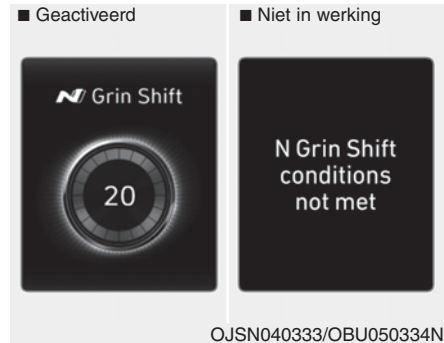 ■ Geactiveerd
■ Niet in werking
N Grin Shift
20
N Grin Shift
conditions
not met
OJSN040333/OBU050334N